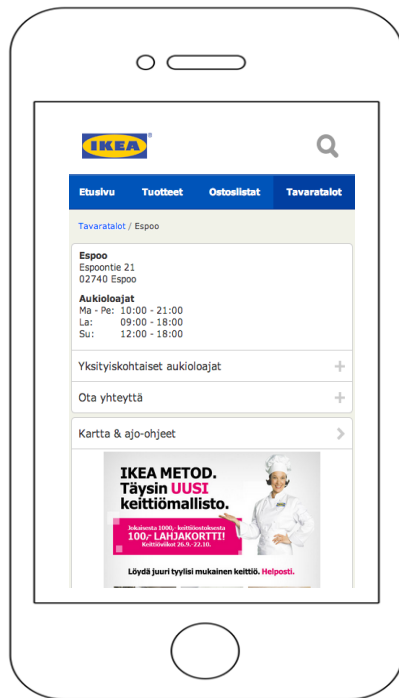 IKEA
Etusivu Tuotteet Ostoslistat Tavaratalot
Tavaratalot / Espoo
Espoo
Espoontie 21
02740 Espoo
Aukioloajat
Ma - Pe: 10:00 - 21:00
La: 09:00 - 18:00
Su: 12:00 - 18:00
Yksityiskohtaiset aukioloajat
Ota yhteyttä
Kartta & ajo-ohjeet
IKEA METOD.
Täysin UUSI
keittiömallisto.
Jokaisesta 1000,- keittiöostoksesta
100,- LAHJAKORTTI!
Keittiöviikot 26.9.-22.10.
Löydä juuri tyylisi mukainen keittiö. Helposti.